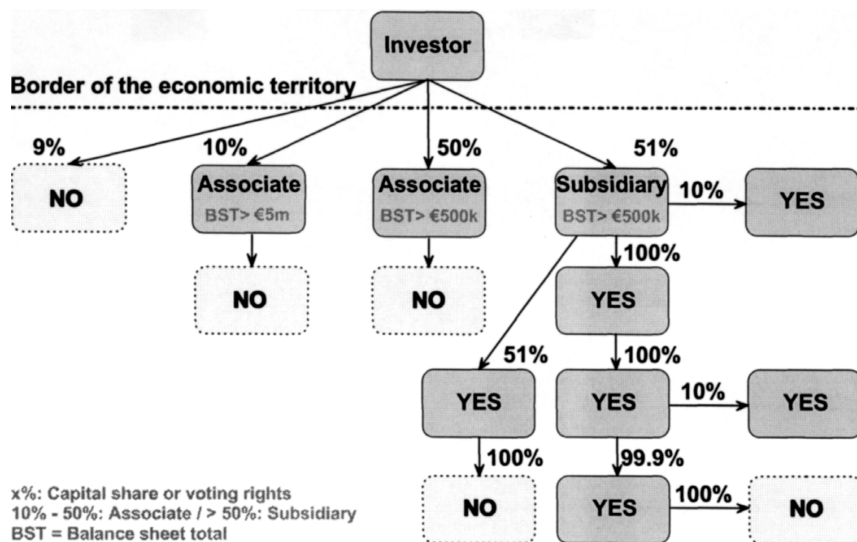 Investor
Border of the economic territory
9%
10%
50%
51%
NO
Associate
BST> €5m
Associate
BST> €500k
Subsidiary
BST> €500k
10%
YES
NO
NO
100%
YES
51%
100%
YES
YES
10%
YES
100%
99.9%
NO
YES
100%
NO
x%: Capital share or voting rights
10% - 50%: Associate / > 50%: Subsidiary
BST = Balance sheet total